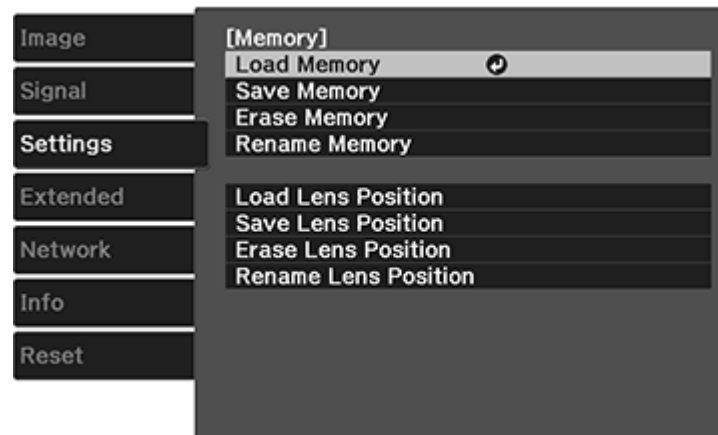 Image
Signal
Settings
Extended
Network
Info
Reset
[Memory]
Load Memory
Save Memory
Erase Memory
Rename Memory
Load Lens Position
Save Lens Position
Erase Lens Position
Rename Lens Position